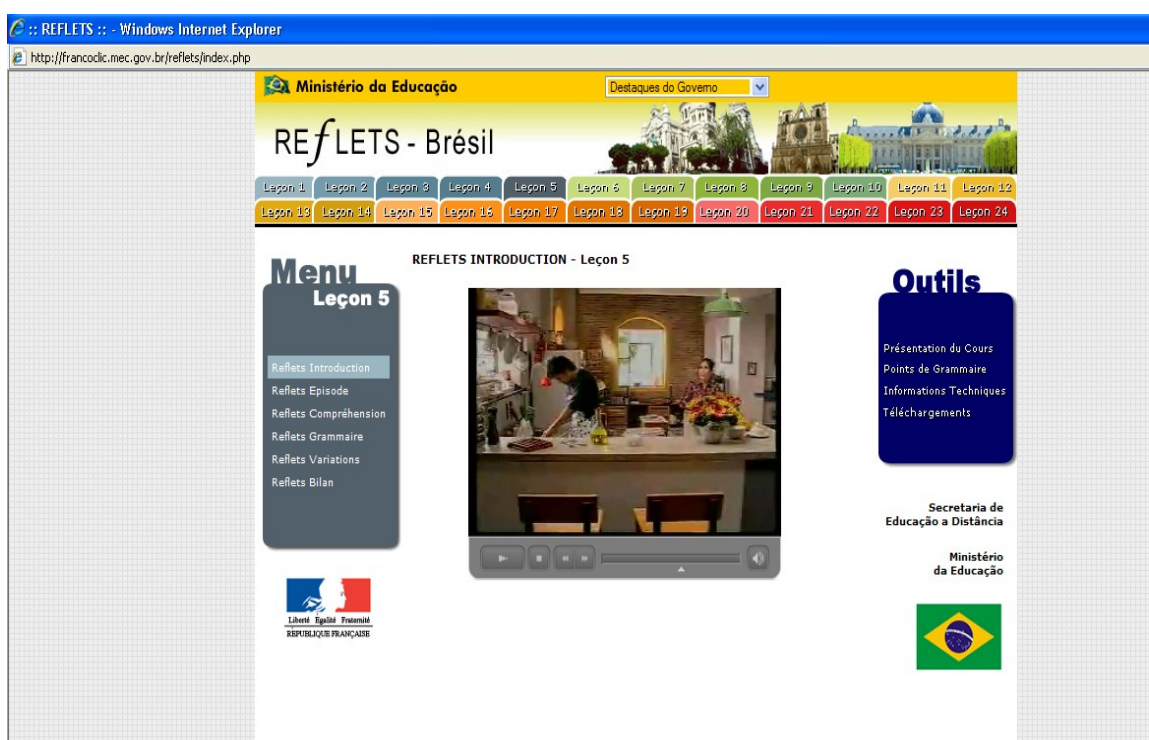 :: REFLETS :: - Windows Internet Explorer
http://francoclic.mec.gov.br/reflets/index.php
Ministério da Educação
Destaques do Governo
REfLETS - Brésil
Leçon 1 Leçon 2 Leçon 3 Leçon 4 Leçon 5 Leçon 6 Leçon 7 Leçon 8 Leçon 9 Leçon 10 Leçon 11 Leçon 12
Leçon 13 Leçon 14 Leçon 15 Leçon 16 Leçon 17 Leçon 18 Leçon 19 Leçon 20 Leçon 21 Leçon 22 Leçon 23 Leçon 24
Menu
Leçon 5
Reflets Introduction
Reflets Episode
Reflets Compréhension
Reflets Grammaire
Reflets Variations
Reflets Bilan
Liberté Égalité Fraternité
RÉPUBLIQUE FRANÇAISE
REFLETS INTRODUCTION - Leçon 5
Outils
Présentation du Cours
Points de Grammaire
Informations Techniques
Téléchargements
Secretaria de
Educação a Distância
Ministério
da Educação